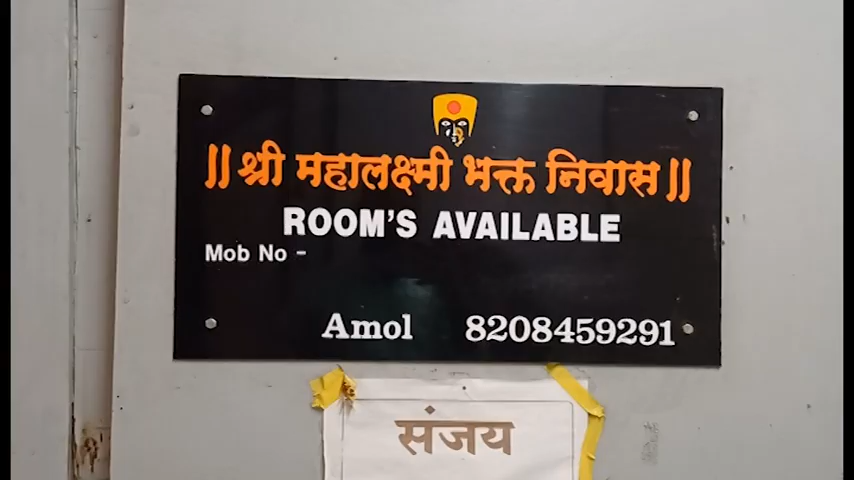 || श्री महालक्ष्मी भक्त निवास ||
ROOM'S AVAILABLE
Mob No -
Amol 8208459291
संजय